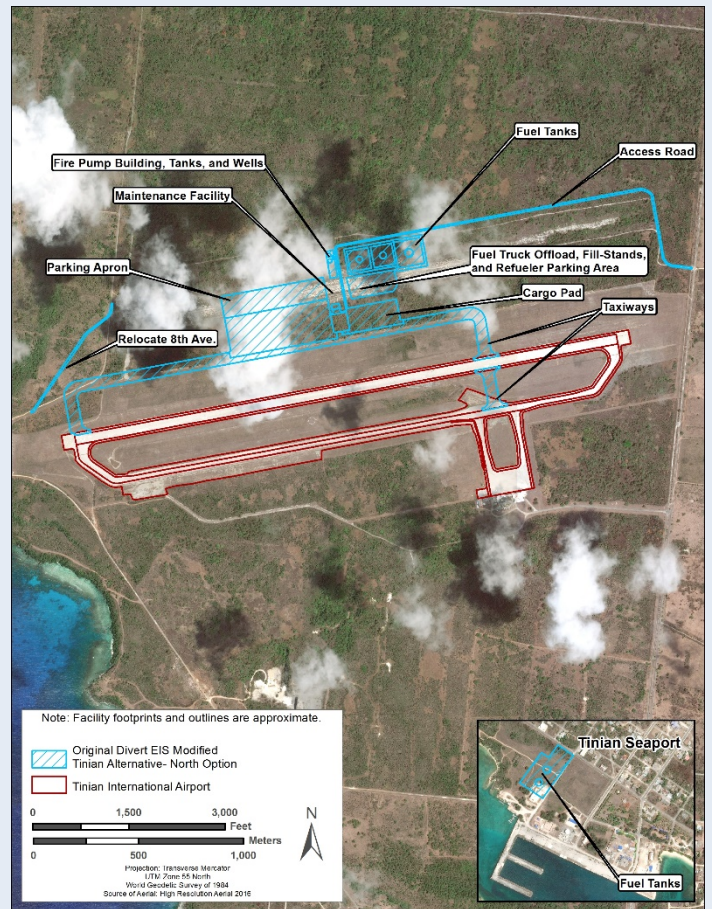 Fuel Tanks
Access Road
Fire Pump Building, Tanks, and Wells
Maintenance Facility
Fuel Truck Offload, Fill-Stands,
and Refueler Parking Area
Parking Apron
Cargo Pad
Taxiways
Relocate 8th Ave.
Note: Facility footprints and outlines are approximate.
Original Divert EIS Modified
Tinian Alternative- North Option
Tinian International Airport
0 1,500 3,000
Feet
Meters
0 500 1,000
N
Projection: Transverse Mercator
UTM Zone 55 North
World Geodetic Survey of 1984
Source of Aerial: High Resolution Aerial 2016
Tinian Seaport
Fuel Tanks